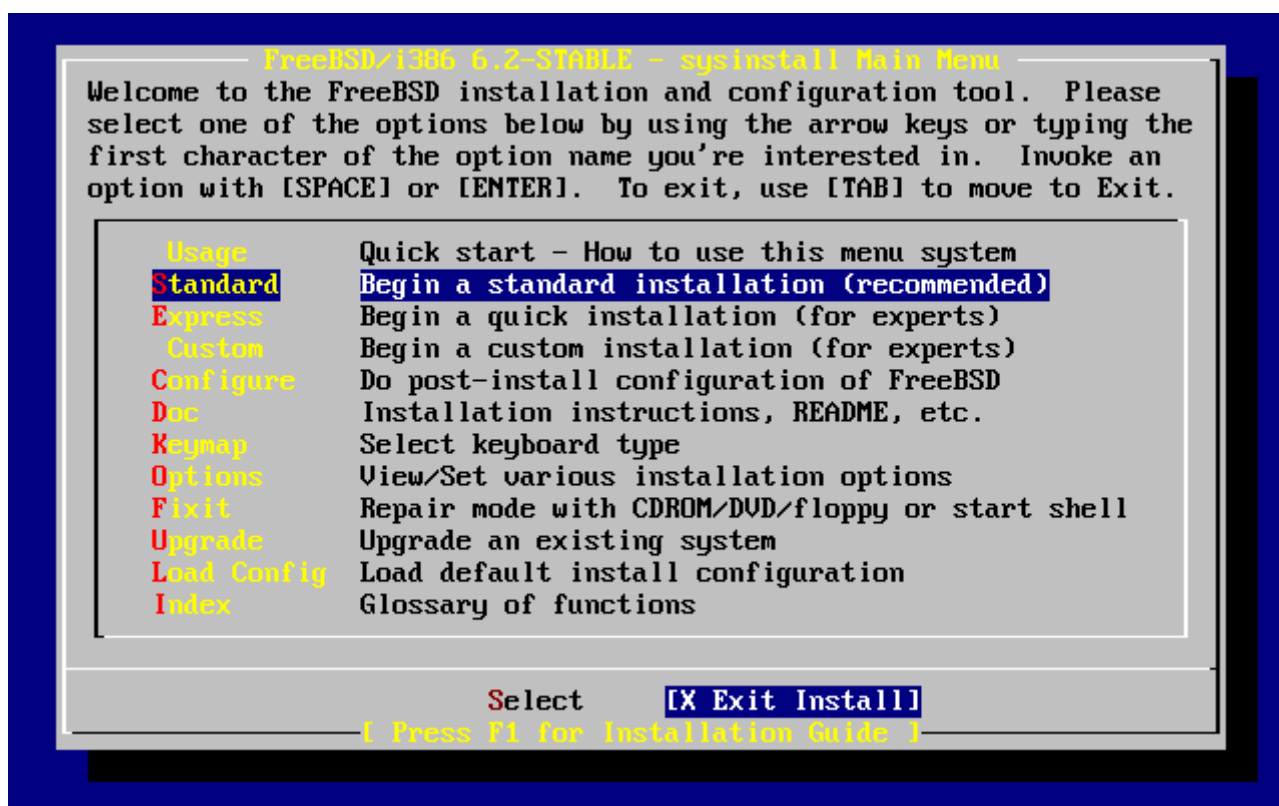 FreeBSD/i386 6.2-STABLE - sysinstall Main Menu
Welcome to the FreeBSD installation and configuration tool.  Please
select one of the options below by using the arrow keys or typing the
first character of the option name you're interested in.  Invoke an
option with [SPACE] or [ENTER].  To exit, use [TAB] to move to Exit.
Usage Quick start - How to use this menu system
Standard Begin a standard installation (recommended)
Express Begin a quick installation (for experts)
Custom Begin a custom installation (for experts)
Configure Do post-install configuration of FreeBSD
Doc Installation instructions, README, etc.
Keymap Select keyboard type
Options View/Set various installation options
Fixit Repair mode with CDROM/DVD/floppy or start shell
Upgrade Upgrade an existing system
Load Config Load default install configuration
Index Glossary of functions
Select [X Exit Install]
[ Press F1 for Installation Guide ]